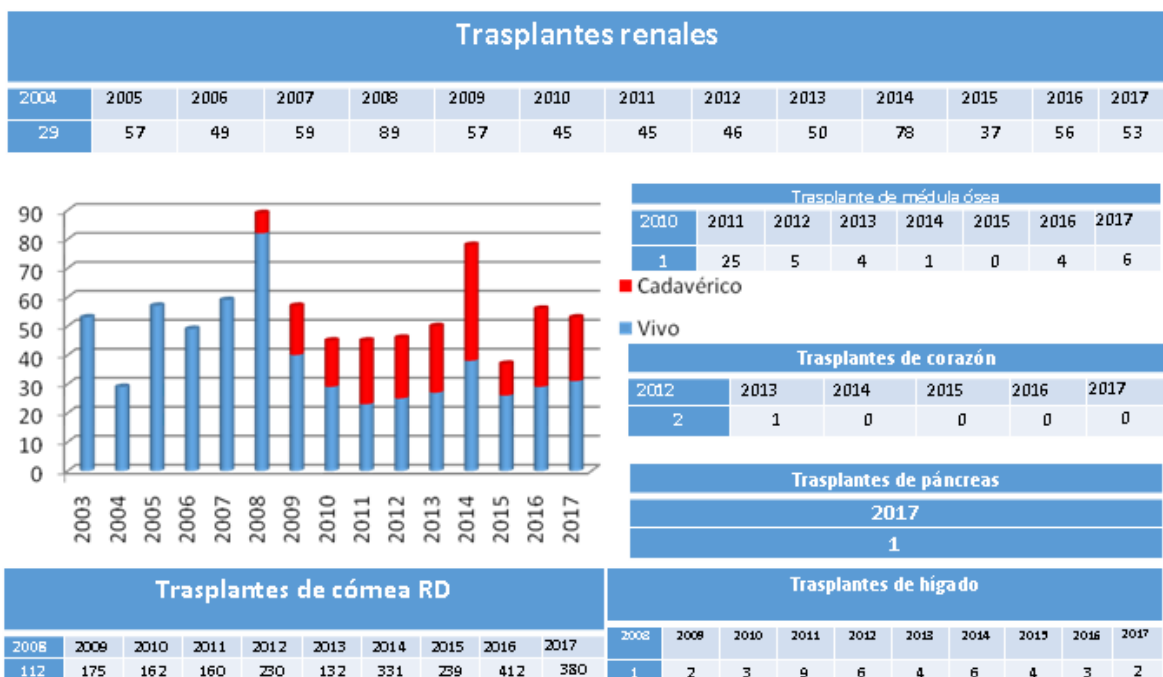 Trasplantes renales
2004 2005 2006 2007 2008 2009 2010 2011 2012 2013 2014 2015 2016 2017
29 57 49 59 89 57 45 45 46 50 78 37 56 53
90
80
70
60
50
40
30
20
10
0
2003 2004 2005 2006 2007 2008 2009 2010 2011 2012 2013 2014 2015 2016 2017
Trasplante de médula ósea
2010 2011 2012 2013 2014 2015 2016 2017
1 25 5 4 1 0 4 6
Cadavérico
Vivo
Trasplantes de corazón
2012 2013 2014 2015 2016 2017
2 1 0 0 0 0
Trasplantes de páncreas
2017
1
Trasplantes de córnea RD
2008 2009 2010 2011 2012 2013 2014 2015 2016 2017
112 175 162 160 230 132 331 239 412 380
Trasplantes de hígado
2008 2009 2010 2011 2012 2013 2014 2015 2016 2017
1 2 3 9 6 4 6 4 3 2